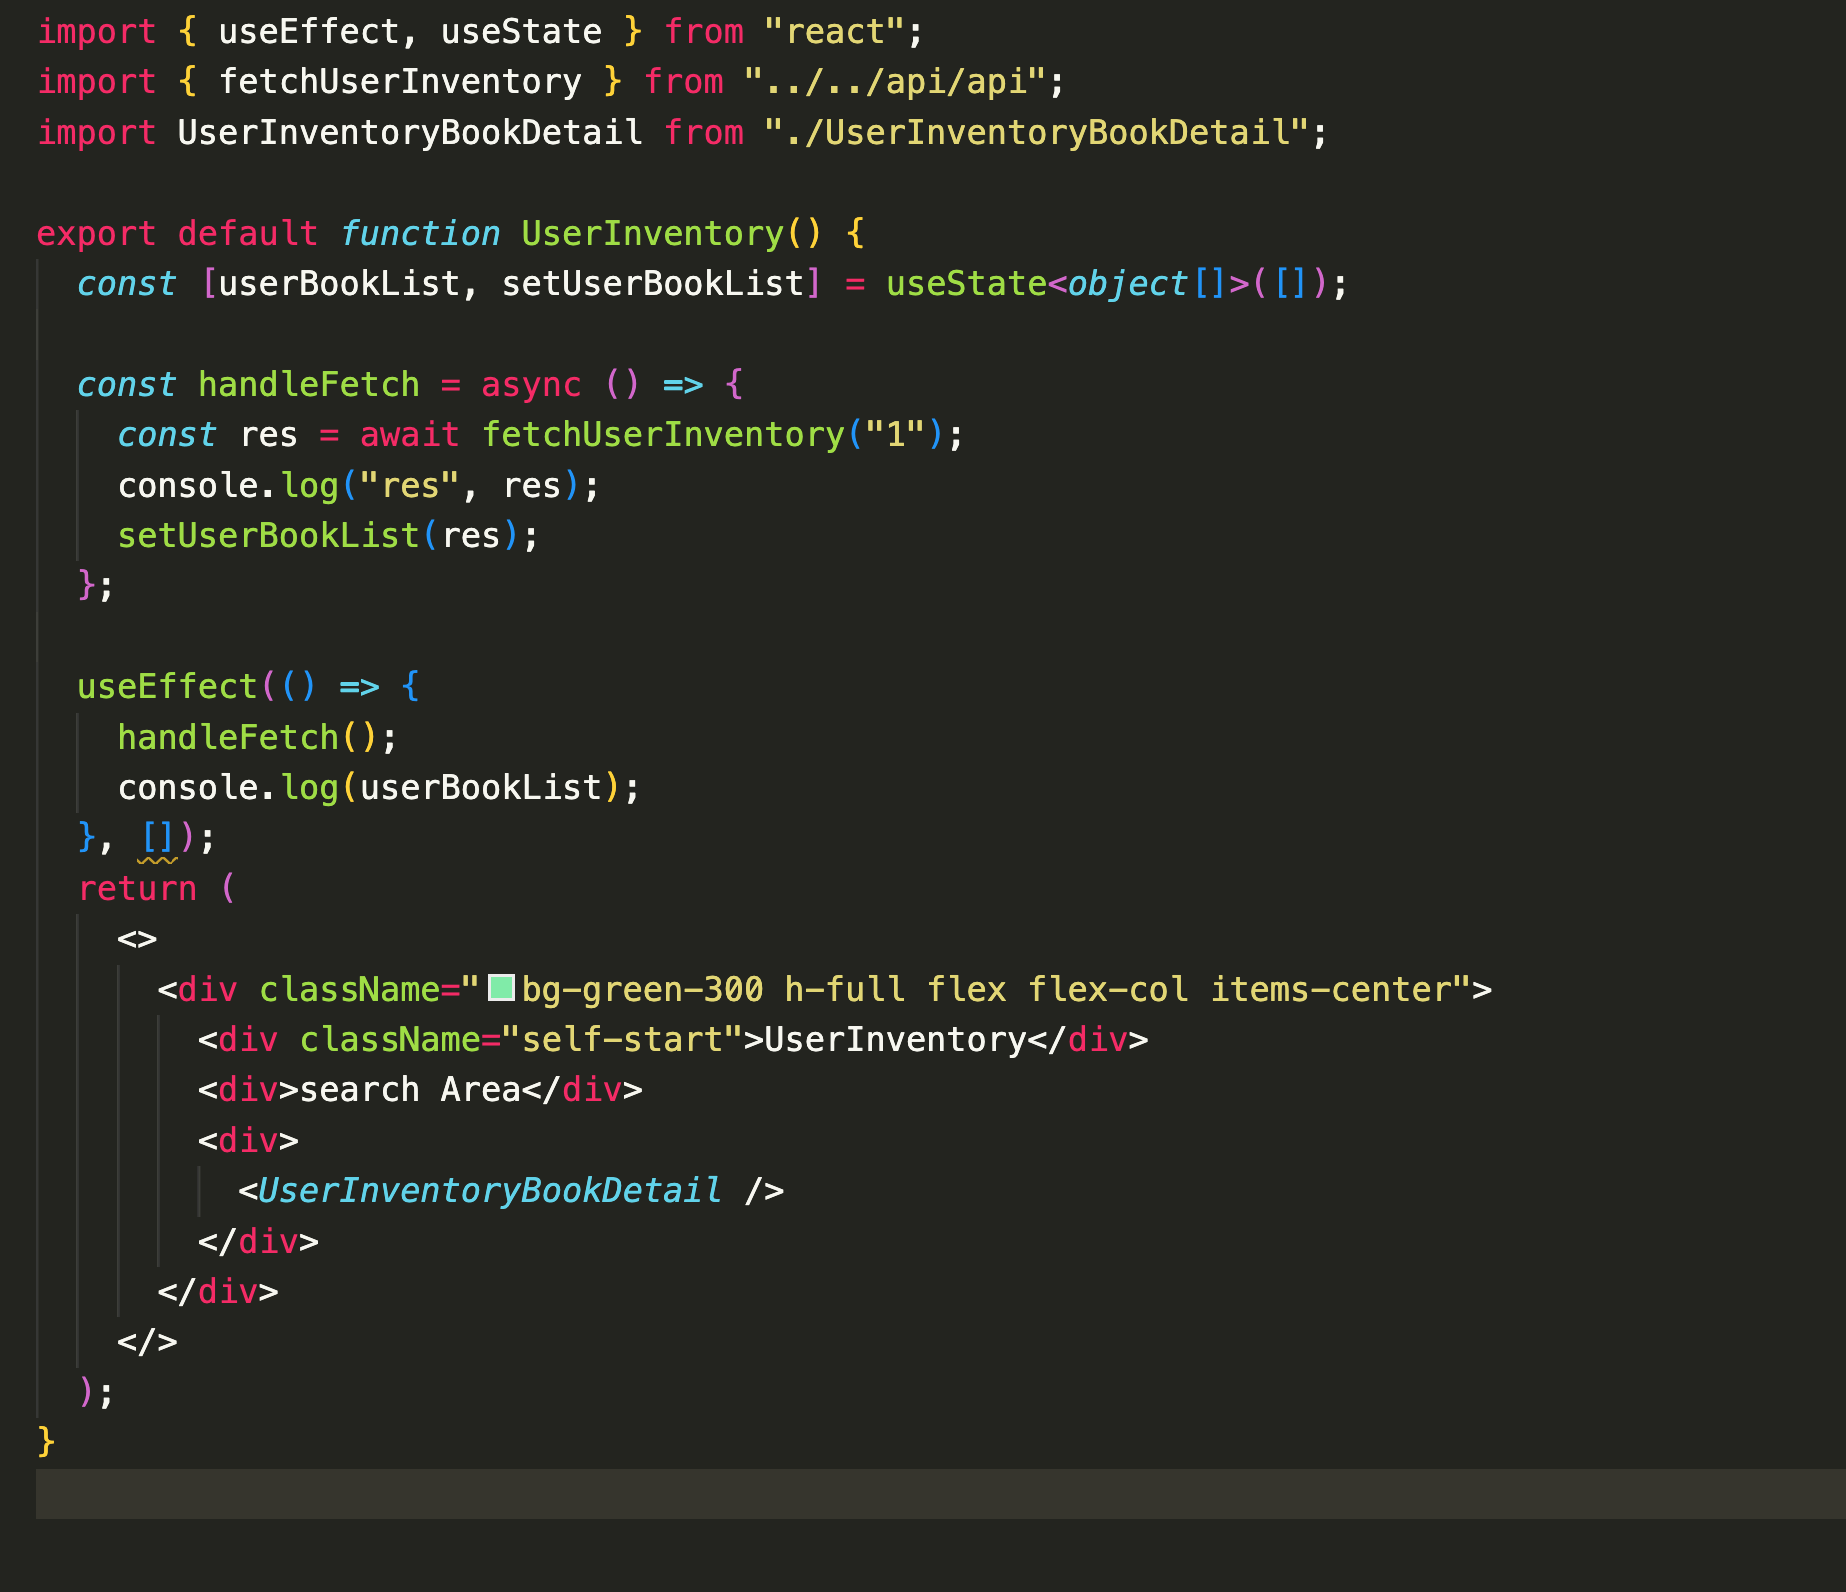 import { useEffect, useState } from "react";
import { fetchUserInventory } from "../../api/api";
import UserInventoryBookDetail from "./UserInventoryBookDetail";
export default function UserInventory() {
  const [userBookList, setUserBookList] = useState<object[]>([]);
  const handleFetch = async () => {
    const res = await fetchUserInventory("1");
    console.log("res", res);
    setUserBookList(res);
  };
  useEffect(() => {
    handleFetch();
    console.log(userBookList);
  }, []);
  return (
    <>
      <div className="bg-green-300 h-full flex flex-col items-center">
        <div className="self-start">UserInventory</div>
        <div>search Area</div>
        <div>
          <UserInventoryBookDetail />
        </div>
      </div>
    </>
  );
}